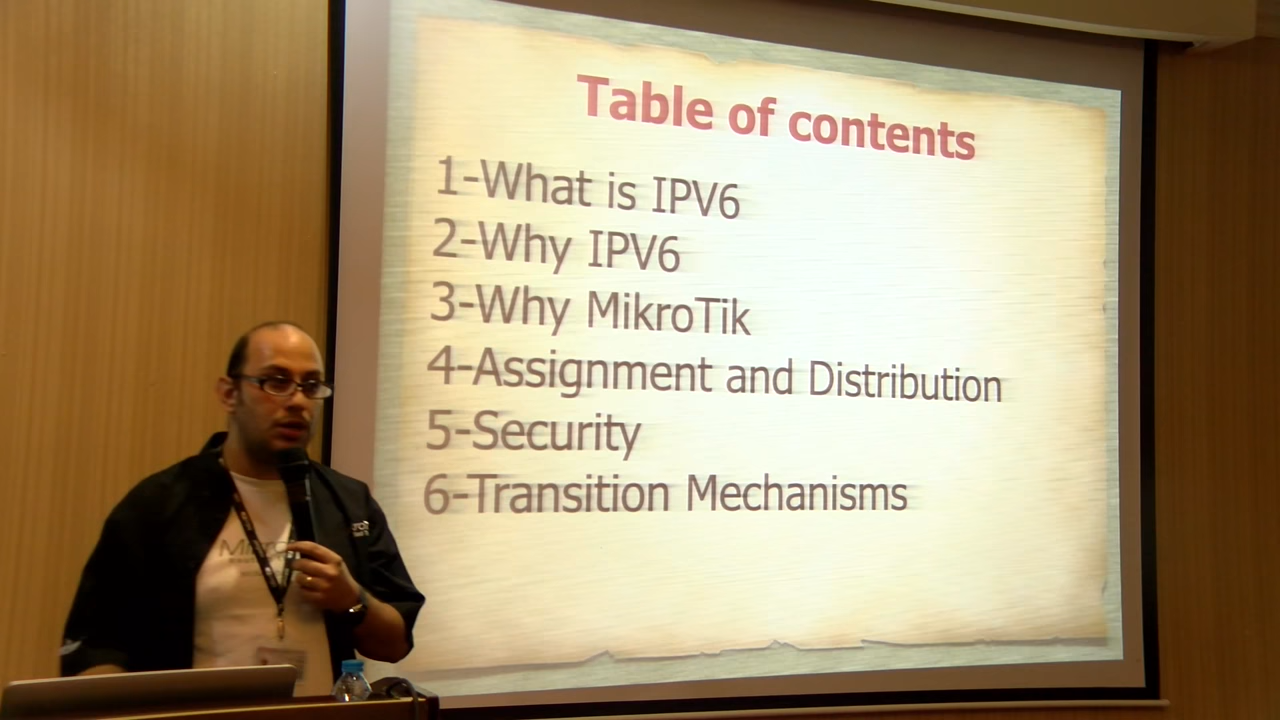 Table of contents
1-What is IPV6
2-Why IPV6
3-Why MikroTik
4-Assignment and Distribution
5-Security
6-Transition Mechanisms